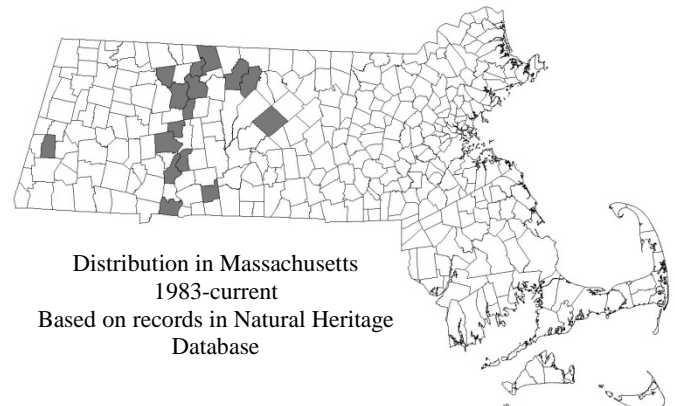 Distribution in Massachusetts
1983-current
Based on records in Natural Heritage
Database